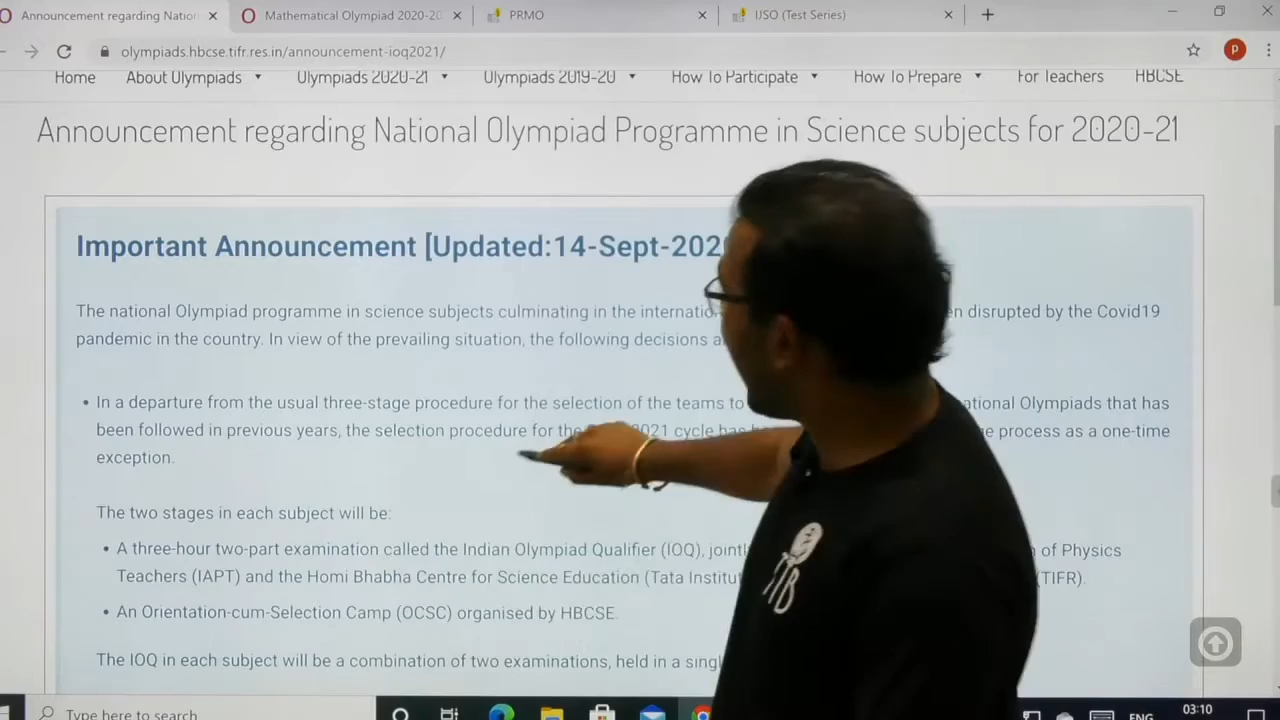 Announcement regarding Nation
Mathematical Olympiad 2020-20
PRMO
IJSO (Test Series)
olympiads.hbcse.tifr.res.in/announcement-ioq2021/
P
Home About Olympiads Olympiads 2020-21 Olympiads 2019-20 How To Participate How To Prepare For Teachers HBCSE
Announcement regarding National Olympiad Programme in Science subjects for 2020-21
Important Announcement [Updated:14-Sept-202
The national Olympiad programme in science subjects culminating in the internatio en disrupted by the Covid19
pandemic in the country. In view of the prevailing situation, the following decisions a
In a departure from the usual three-stage procedure for the selection of the teams to ational Olympiads that has
been followed in previous years, the selection procedure for the 2021 cycle has e process as a one-time
exception.
The two stages in each subject will be:
A three-hour two-part examination called the Indian Olympiad Qualifier (IOQ), jointl n of Physics
Teachers (IAPT) and the Homi Bhabha Centre for Science Education (Tata Institu (TIFR).
An Orientation-cum-Selection Camp (OCSC) organised by HBCSE.
The IOQ in each subject will be a combination of two examinations, held in a singl
Type here to search
ENG
03:10